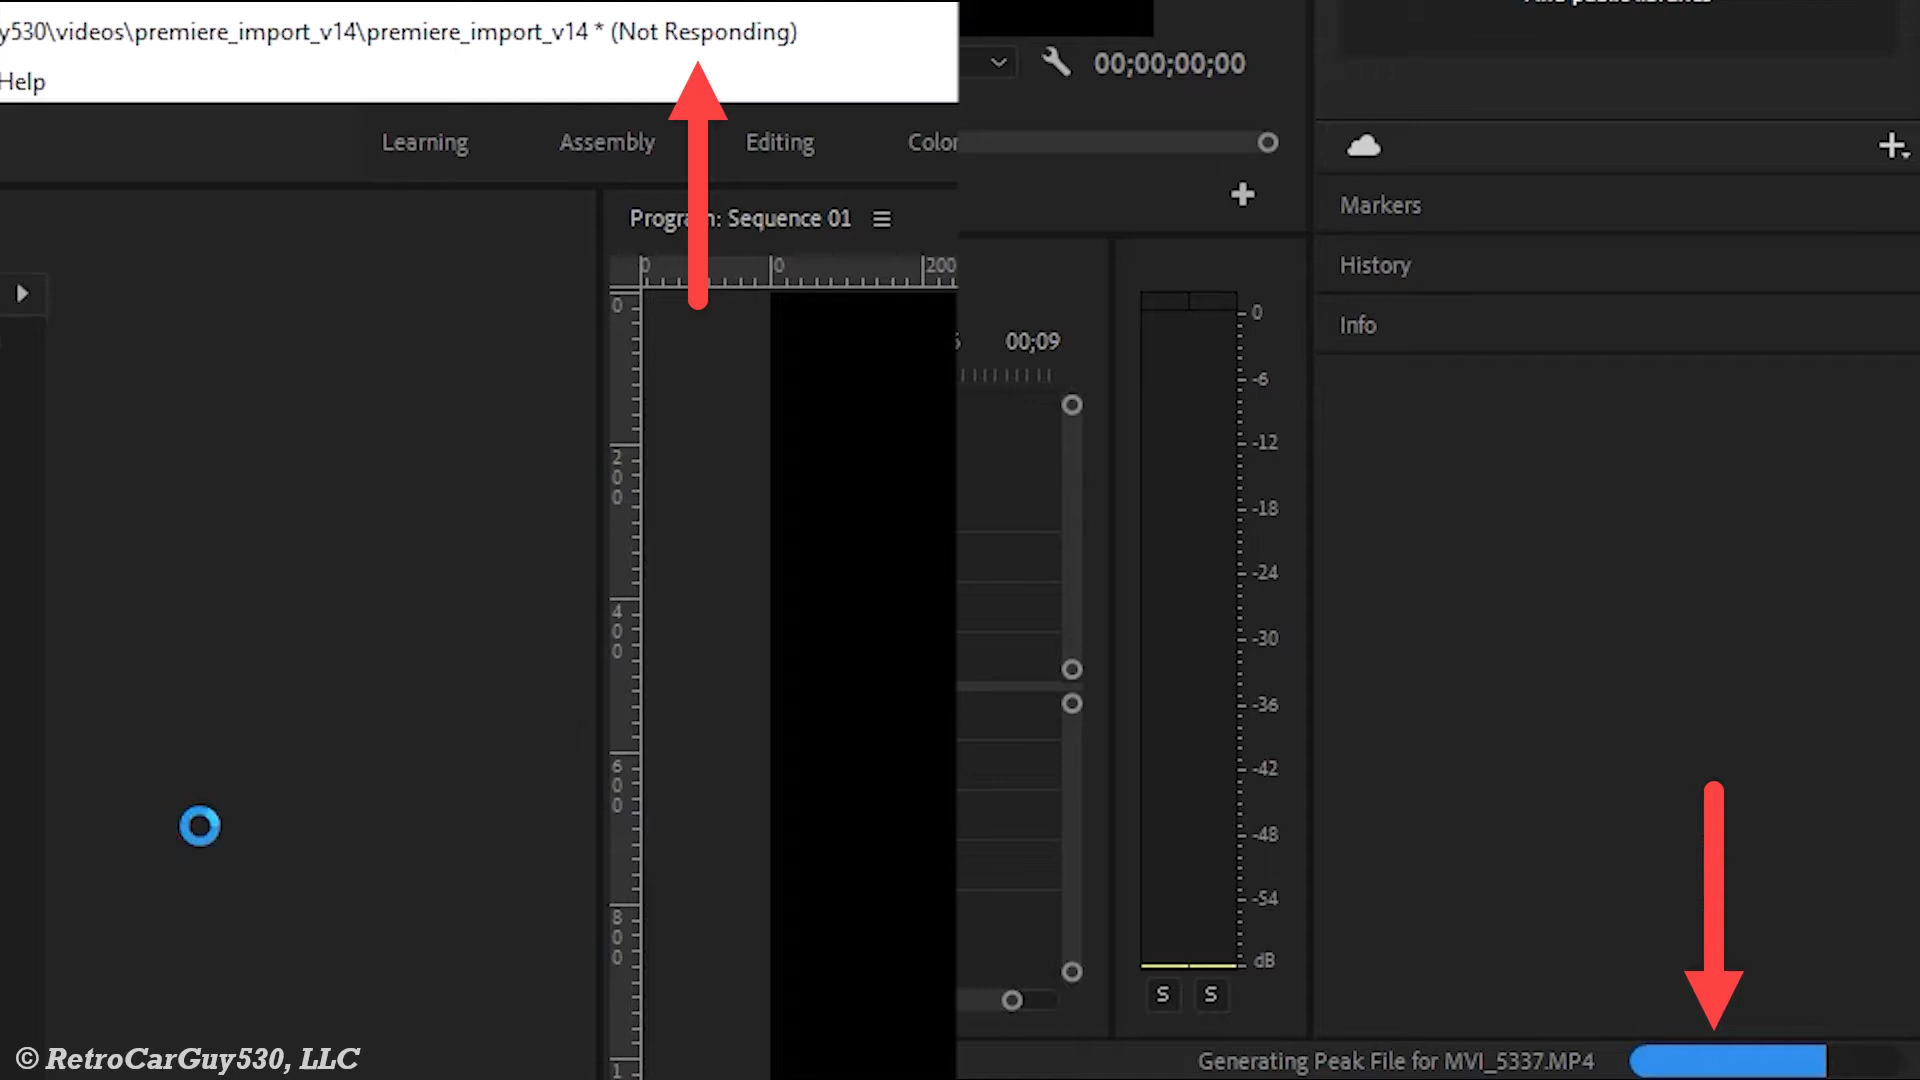 y530\videos\premiere_import_v14\premiere_import_v14 * (Not Responding)
Help
Learning Assembly Editing Color
Program: Sequence 01
0 0 200
0
200
400
600
800
1
00;00;00;00
00;09
0
-6
-12
-18
-24
-30
-36
-42
-48
-54
dB
S S
Markers
History
Info
Generating Peak File for MVI_5337.MP4
© RetroCarGuy530, LLC